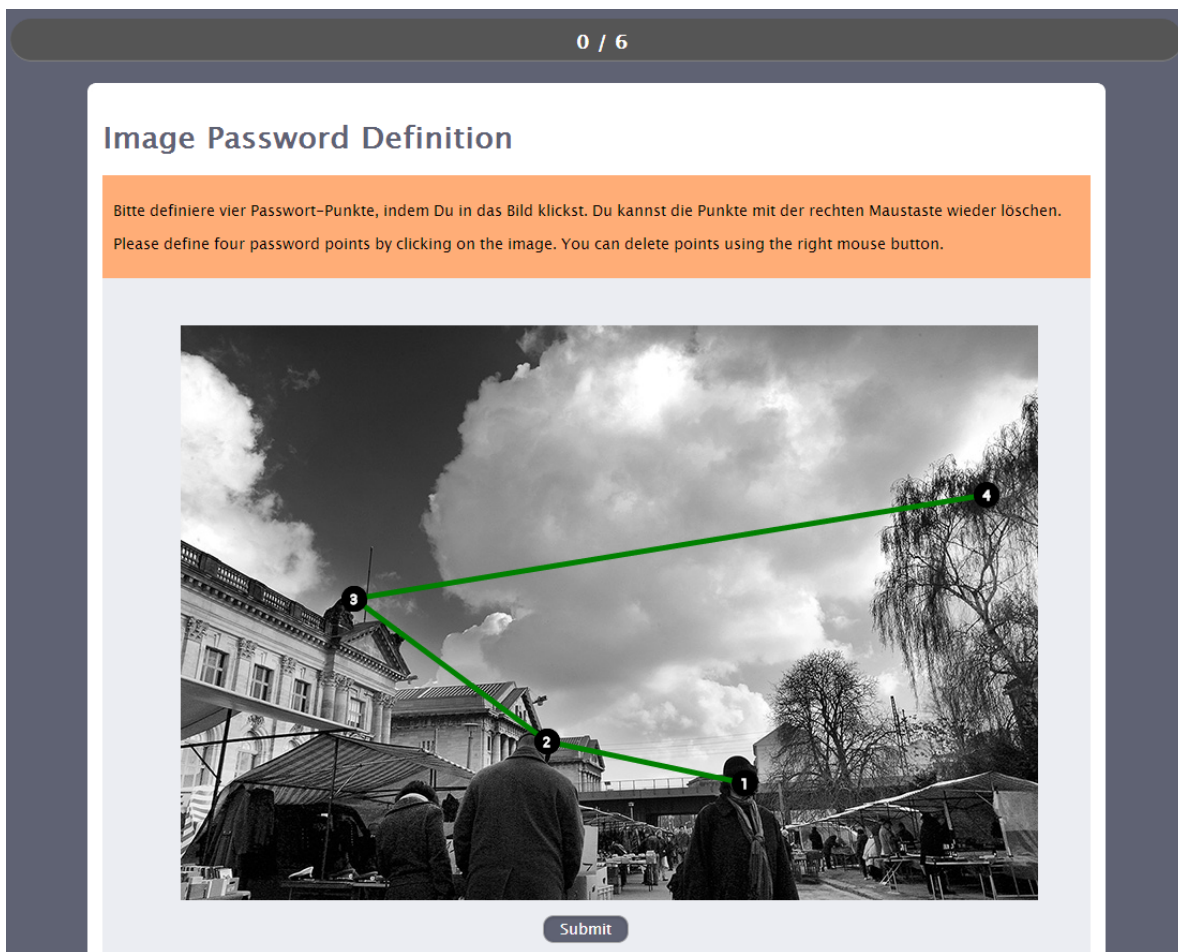 0 / 6
Image Password Definition
Bitte definiere vier Passwort-Punkte, indem Du in das Bild klickst. Du kannst die Punkte mit der rechten Maustaste wieder löschen.
Please define four password points by clicking on the image. You can delete points using the right mouse button.
4
3
2
1
Submit